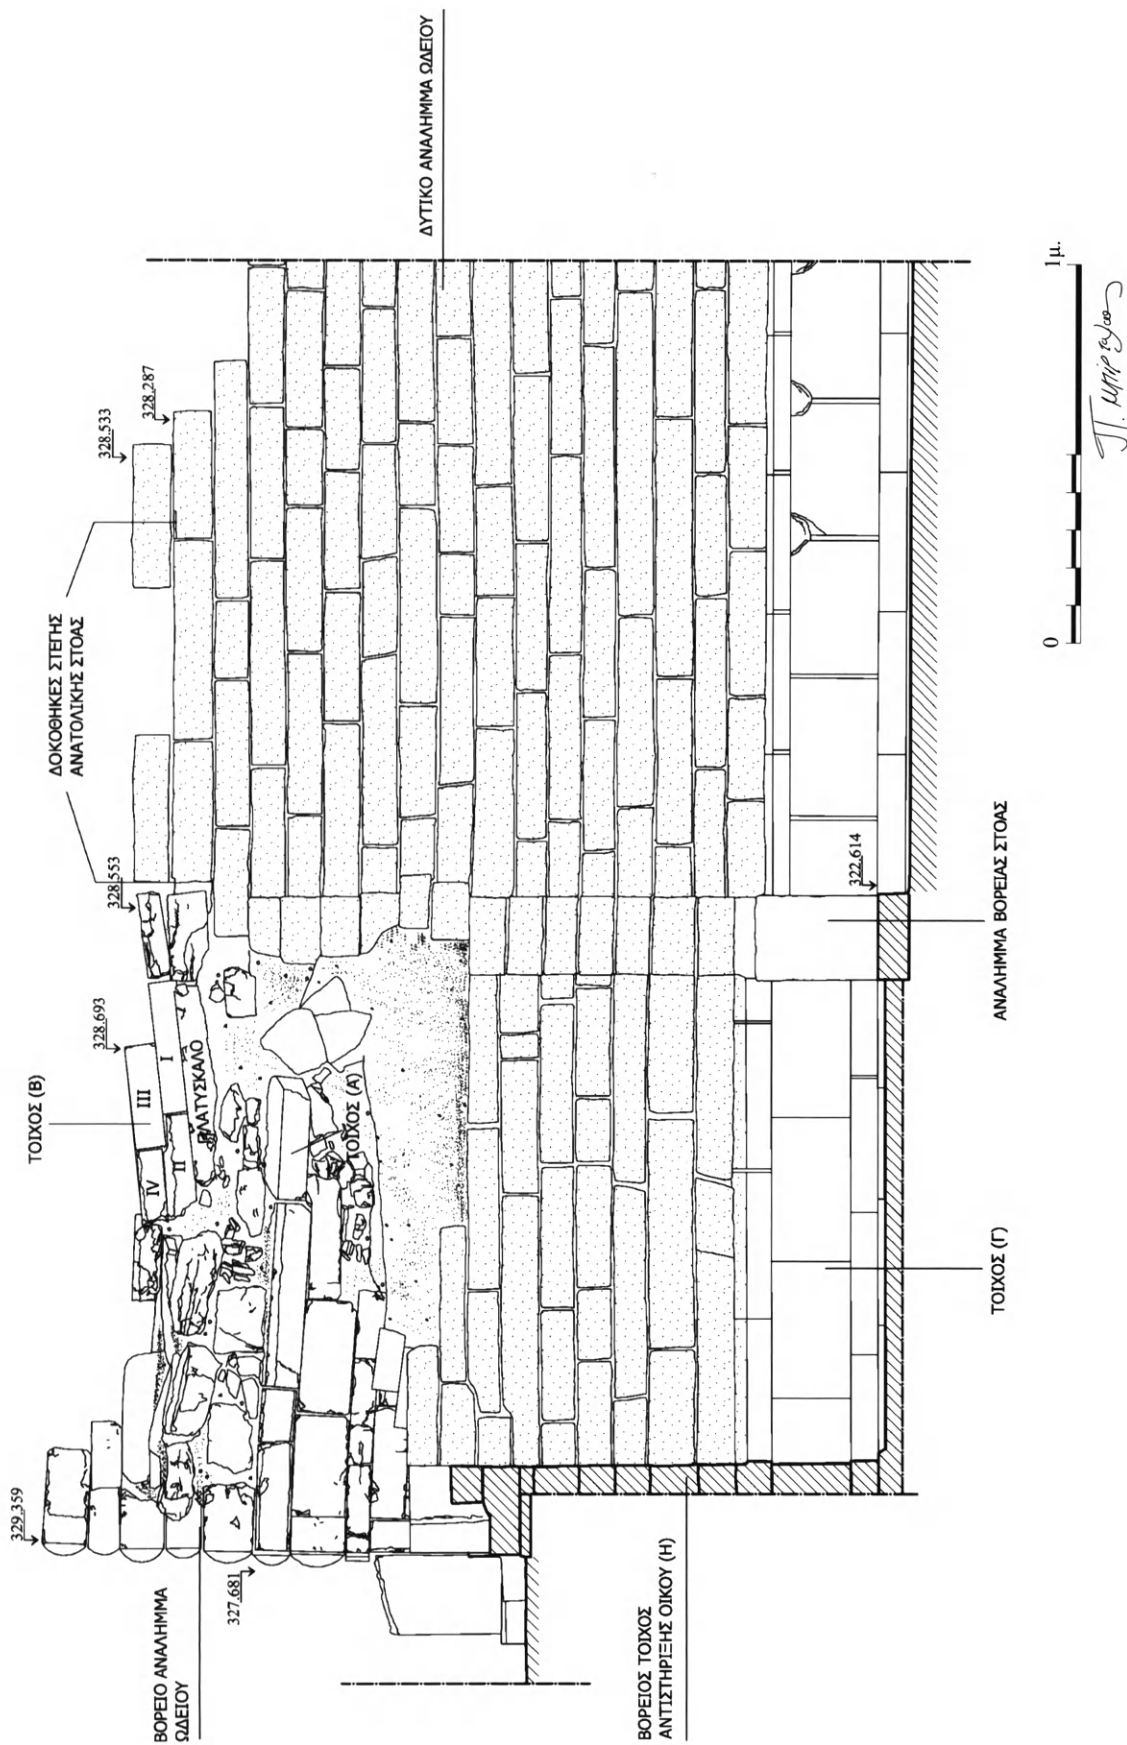 ΔΥΤΙΚΟ ΑΝΑΛΗΜΜΑ ΩΔΕΙΟΥ
ΔΟΚΟΘΗΚΕΣ ΣΤΕΓΗΣ
ΑΝΑΤΟΛΙΚΗΣ ΣΤΟΑΣ
328.533
328.287
328.553
328.693
ΤΟΙΧΟΣ (Β)
III
I
IV
II
ΠΛΑΤΥΣΚΑΛΟ
ΤΟΙΧΟΣ (Α)
329.359
327.681
ΒΟΡΕΙΟ ΑΝΑΛΗΜΜΑ
ΩΔΕΙΟΥ
ΒΟΡΕΙΟΣ ΤΟΙΧΟΣ
ΑΝΤΙΣΤΗΡΙΞΗΣ ΟΙΚΟΥ (Η)
ΤΟΙΧΟΣ (Γ)
ΑΝΑΛΗΜΜΑ ΒΟΡΕΙΑΣ ΣΤΟΑΣ
322.614
0
1μ.
Π.